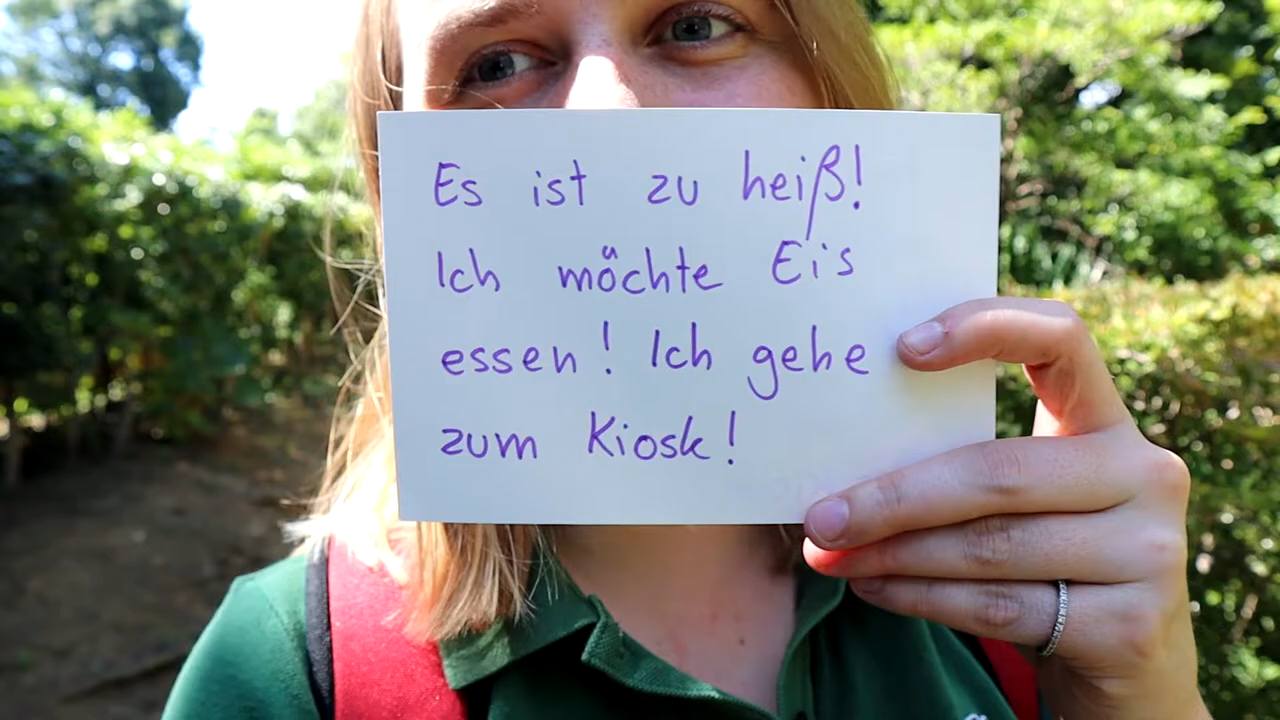 Es ist zu heiß!
Ich möchte Eis
essen! Ich gehe
zum Kiosk!